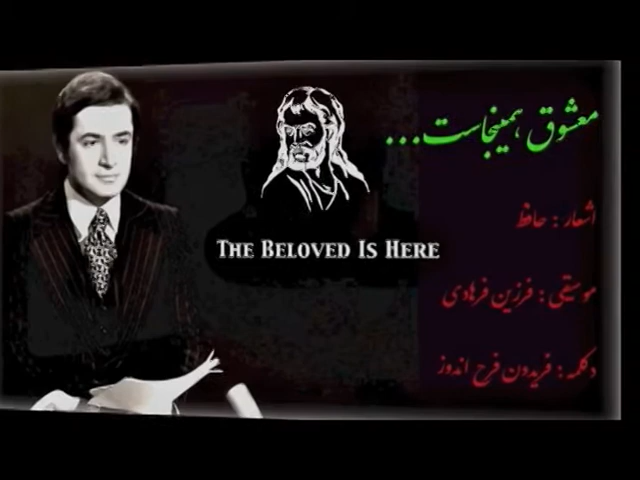 معشوق همینجاست...
THE BELOVED IS HERE
اشعار : حافظ
موسیقی : فرزین فرهادی
دکلمه : فریدون فرح اندوز